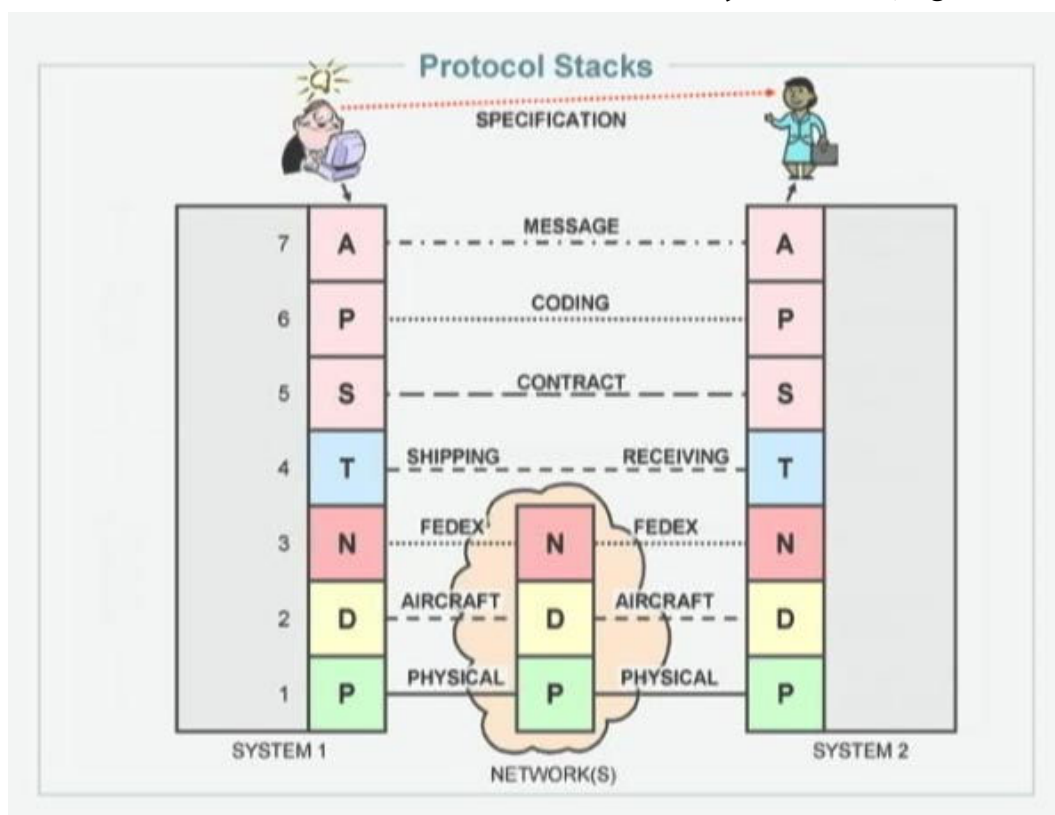 Protocol Stacks
SPECIFICATION
7 A MESSAGE A
6 P CODING P
5 S CONTRACT S
4 T SHIPPING RECEIVING T
3 N FEDEX N FEDEX N
2 D AIRCRAFT D AIRCRAFT D
1 P PHYSICAL P PHYSICAL P
SYSTEM 1 SYSTEM 2
NETWORK(S)